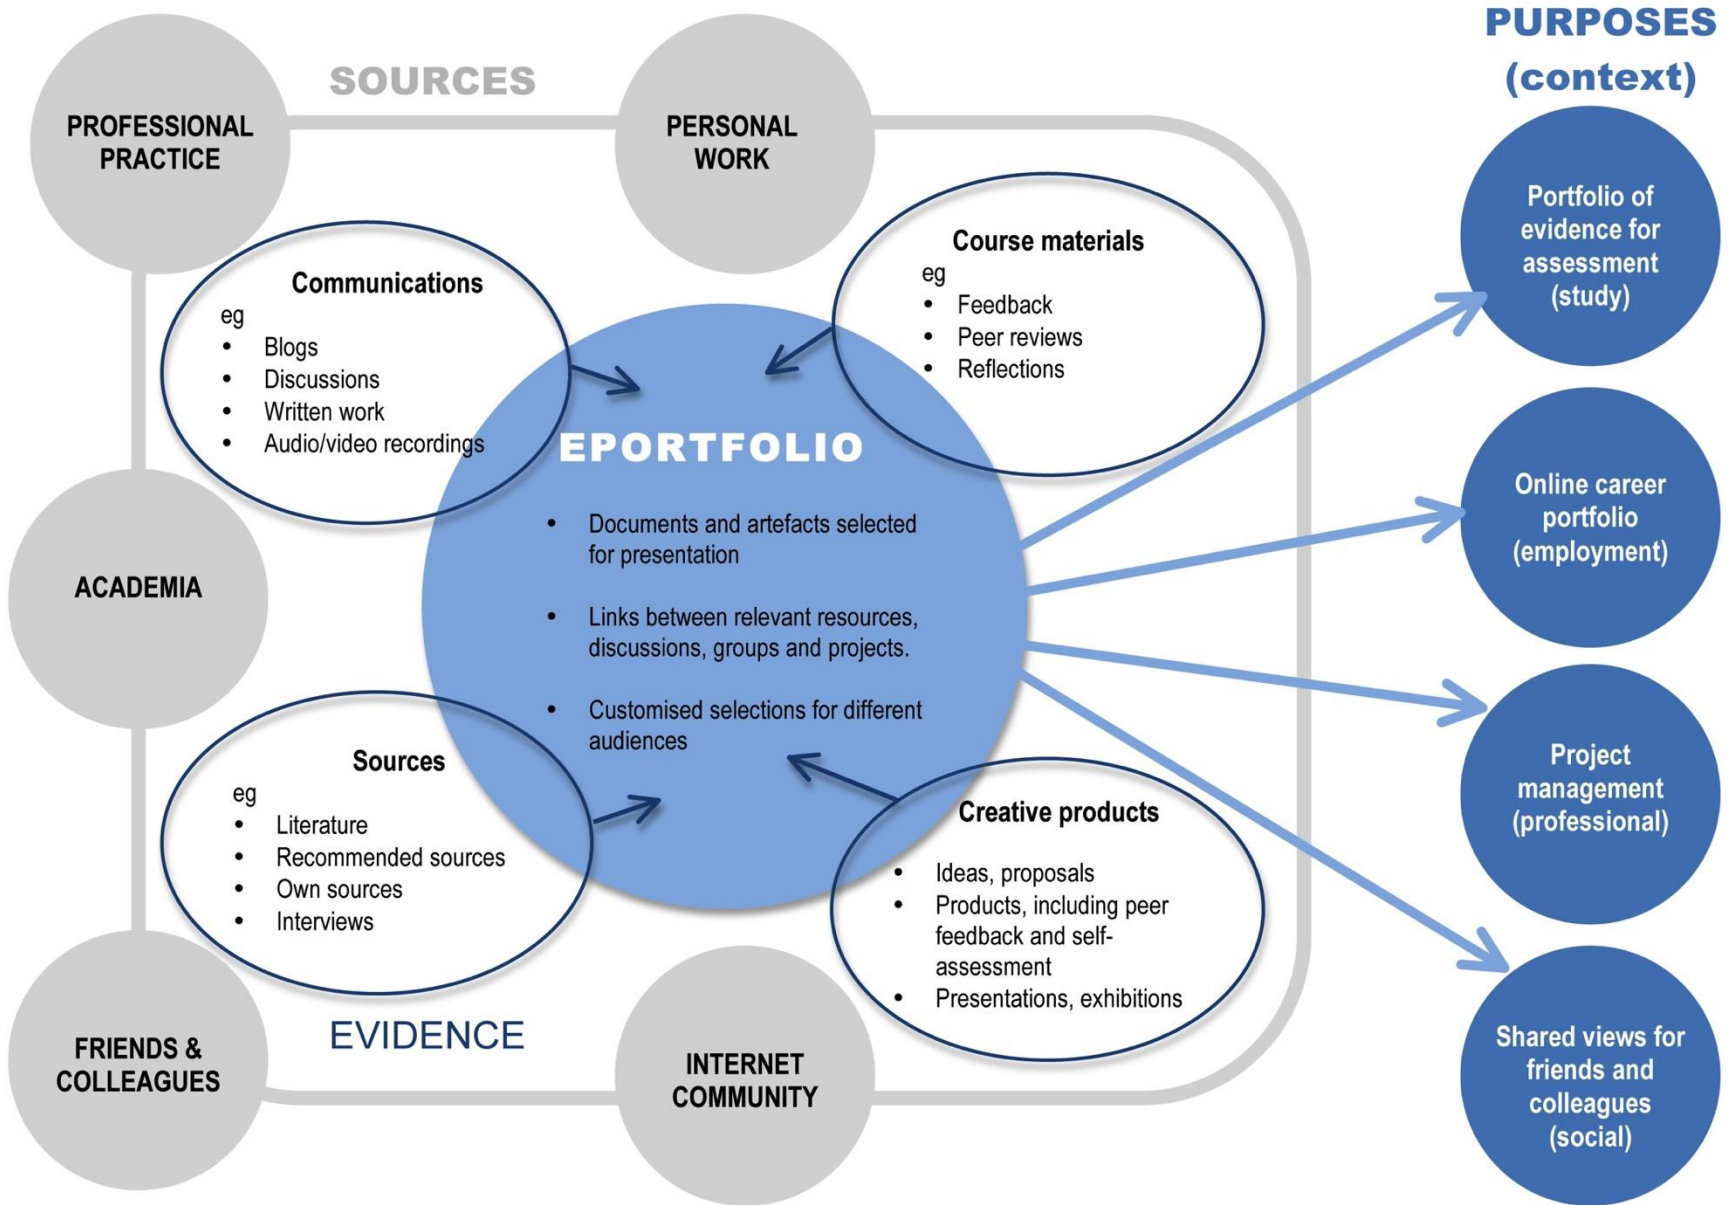 PURPOSES
(context)
SOURCES
PROFESSIONAL
PRACTICE
PERSONAL
WORK
Communications
eg
• Blogs
• Discussions
• Written work
• Audio/video recordings
Course materials
eg
• Feedback
• Peer reviews
• Reflections
EPORTFOLIO
• Documents and artefacts selected
for presentation
• Links between relevant resources,
discussions, groups and projects.
• Customised selections for different
audiences
ACADEMIA
Sources
eg
• Literature
• Recommended sources
• Own sources
• Interviews
Creative products
• Ideas, proposals
• Products, including peer
feedback and self-
assessment
• Presentations, exhibitions
EVIDENCE
FRIENDS &
COLLEAGUES
INTERNET
COMMUNITY
Portfolio of
evidence for
assessment
(study)
Online career
portfolio
(employment)
Project
management
(professional)
Shared views for
friends and
colleagues
(social)